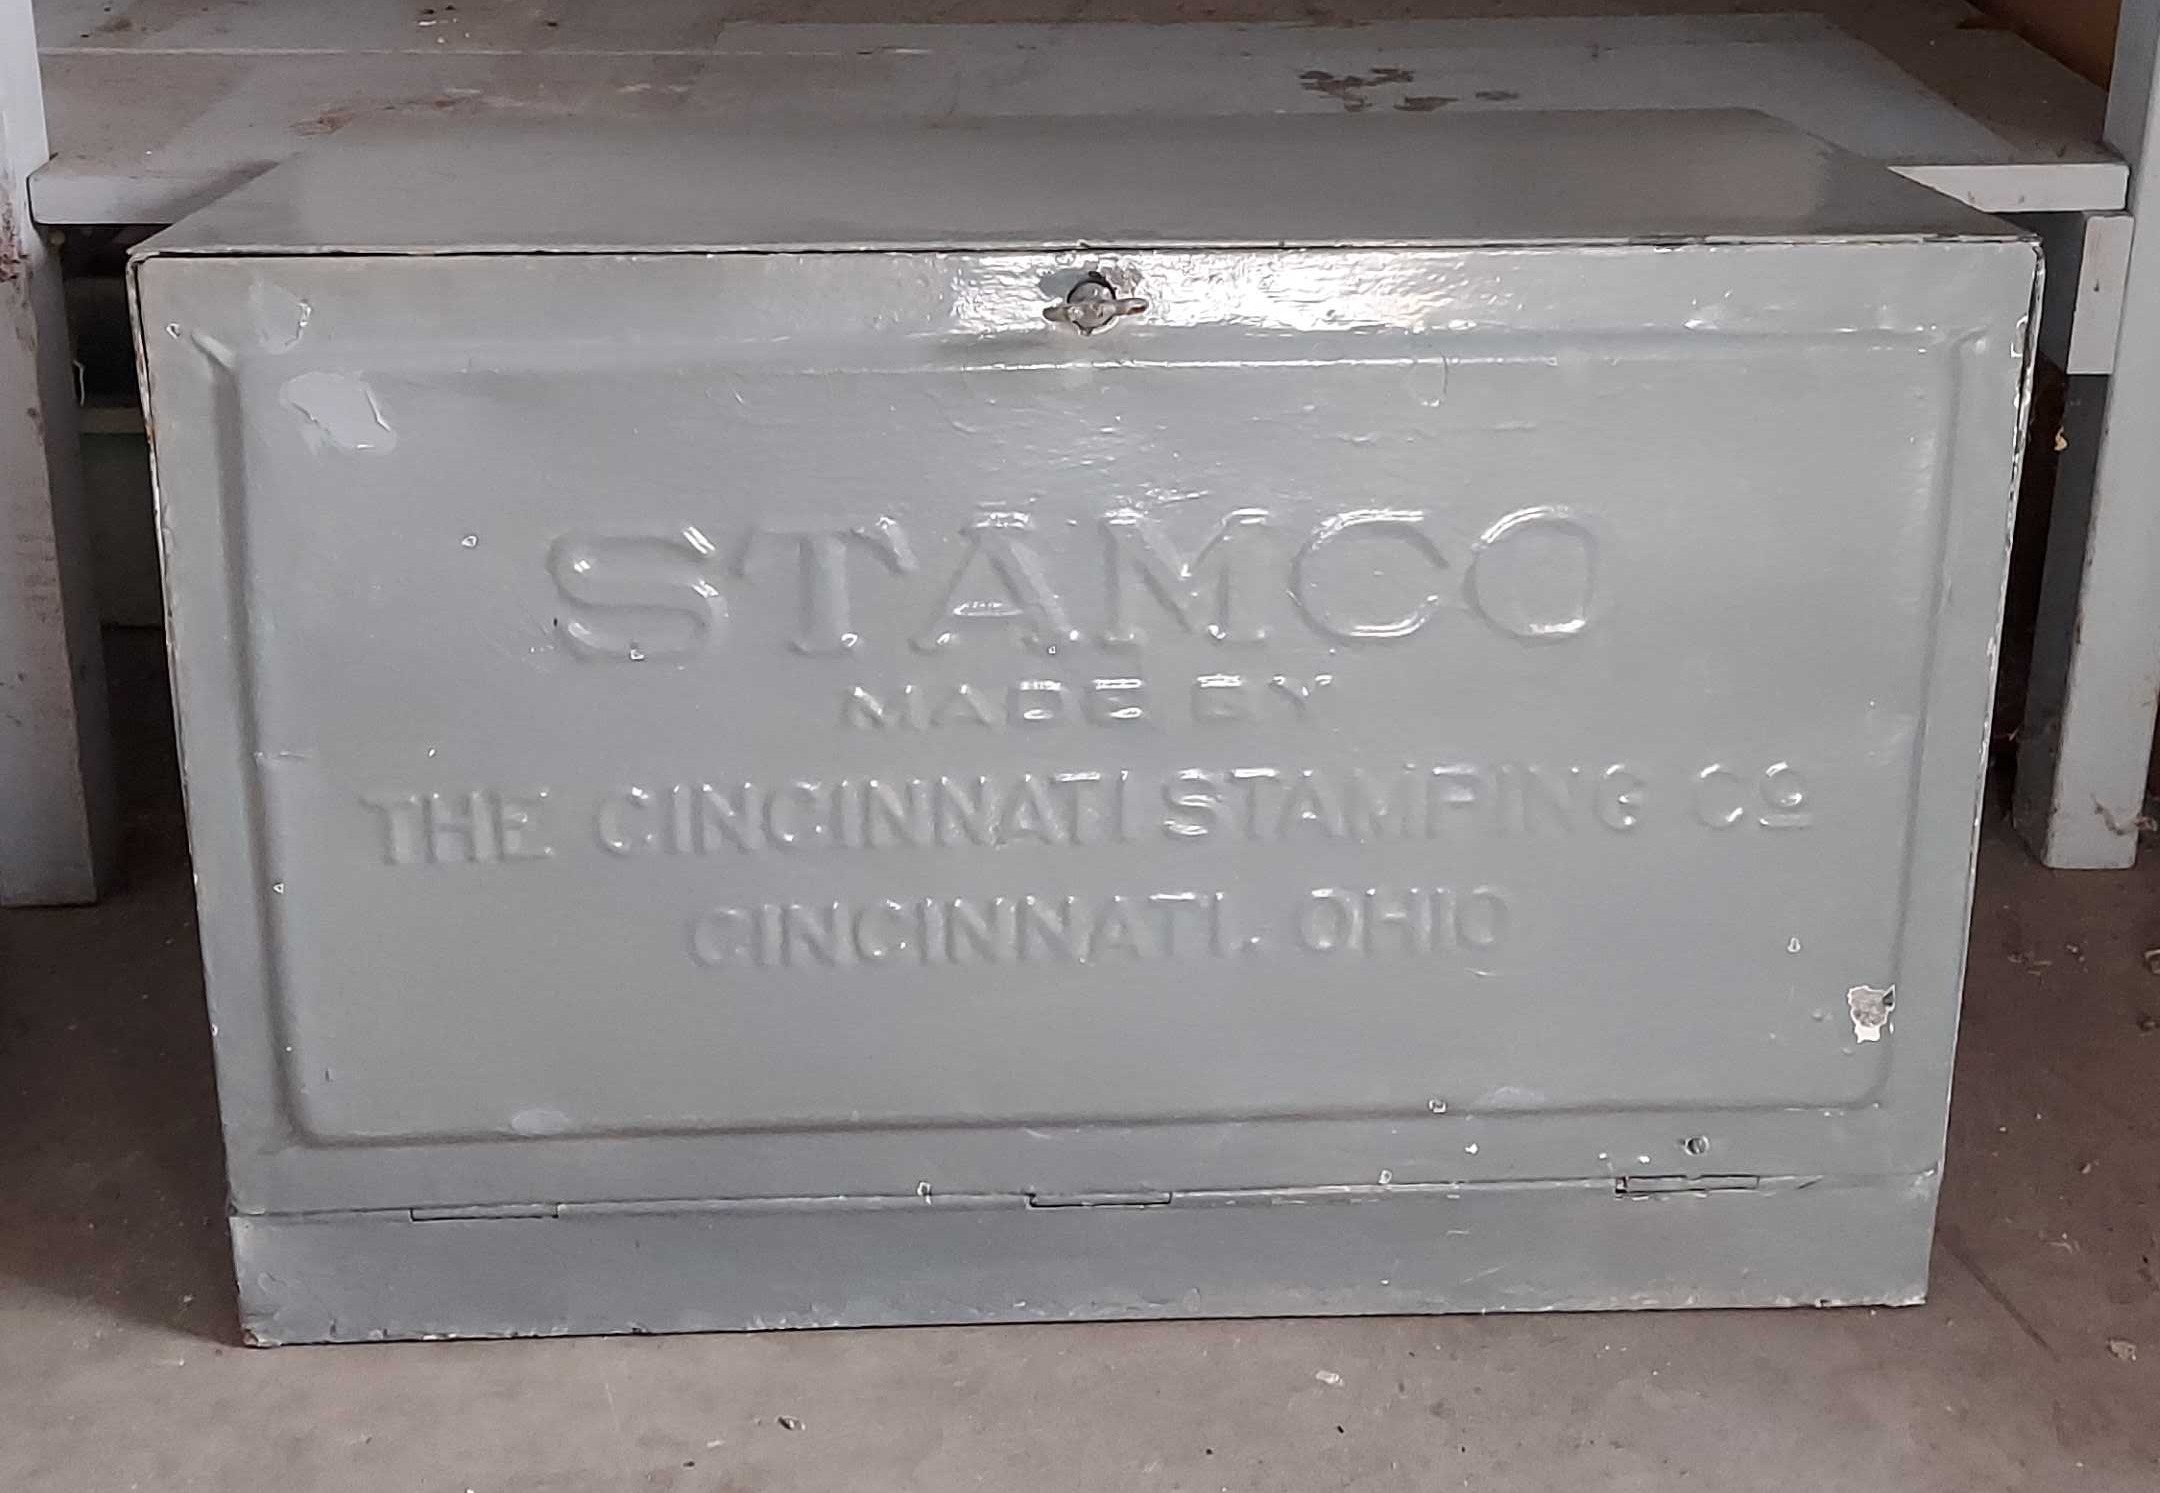 STAMCO
MADE BY
THE CINCINNATI STAMPING Co
CINCINNATI. OHIO